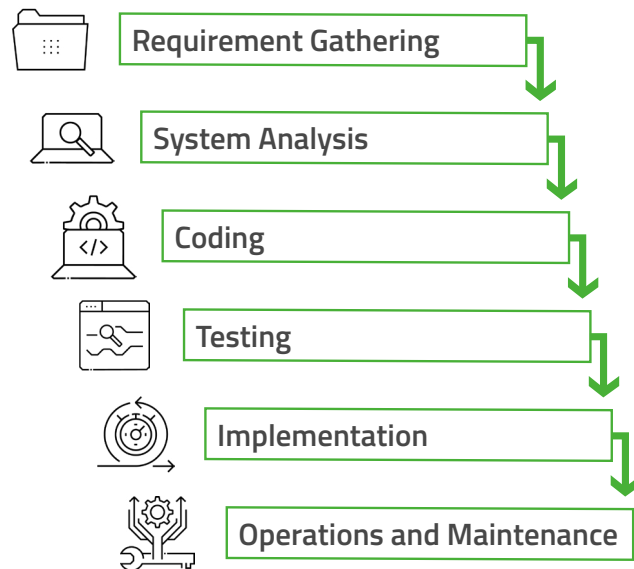 Requirement Gathering
System Analysis
</>
Coding
Testing
Implementation
Operations and Maintenance